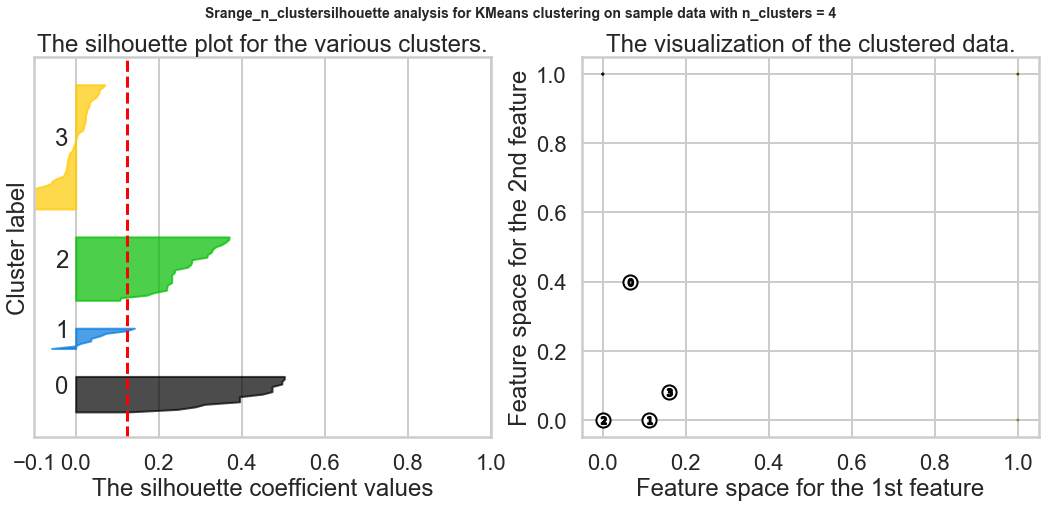 Srange_n_clustersilhouette analysis for KMeans clustering on sample data with n_clusters = 4
The silhouette plot for the various clusters.
Cluster label
3
2
1
0
−0.1 0.0 0.2 0.4 0.6 0.8 1.0
The silhouette coefficient values
The visualization of the clustered data.
Feature space for the 2nd feature
1.0
0.8
0.6
0.4
0.2
0.0
0
3
2
1
0.0 0.2 0.4 0.6 0.8 1.0
Feature space for the 1st feature